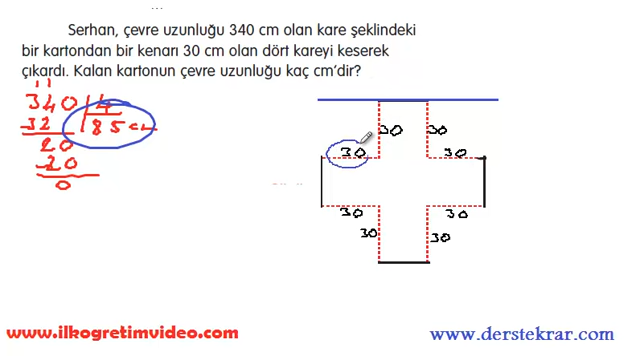 Serhan, çevre uzunluğu 340 cm olan kare şeklindeki
bir kartondan bir kenarı 30 cm olan dört kareyi keserek
çıkardı. Kalan kartonun çevre uzunluğu kaç cm'dir?
340 4
32 85 cm
20
-20
0
30 30
30 30
30 30
30 30
www.ilkogretimvideo.com
www.derstekrar.com